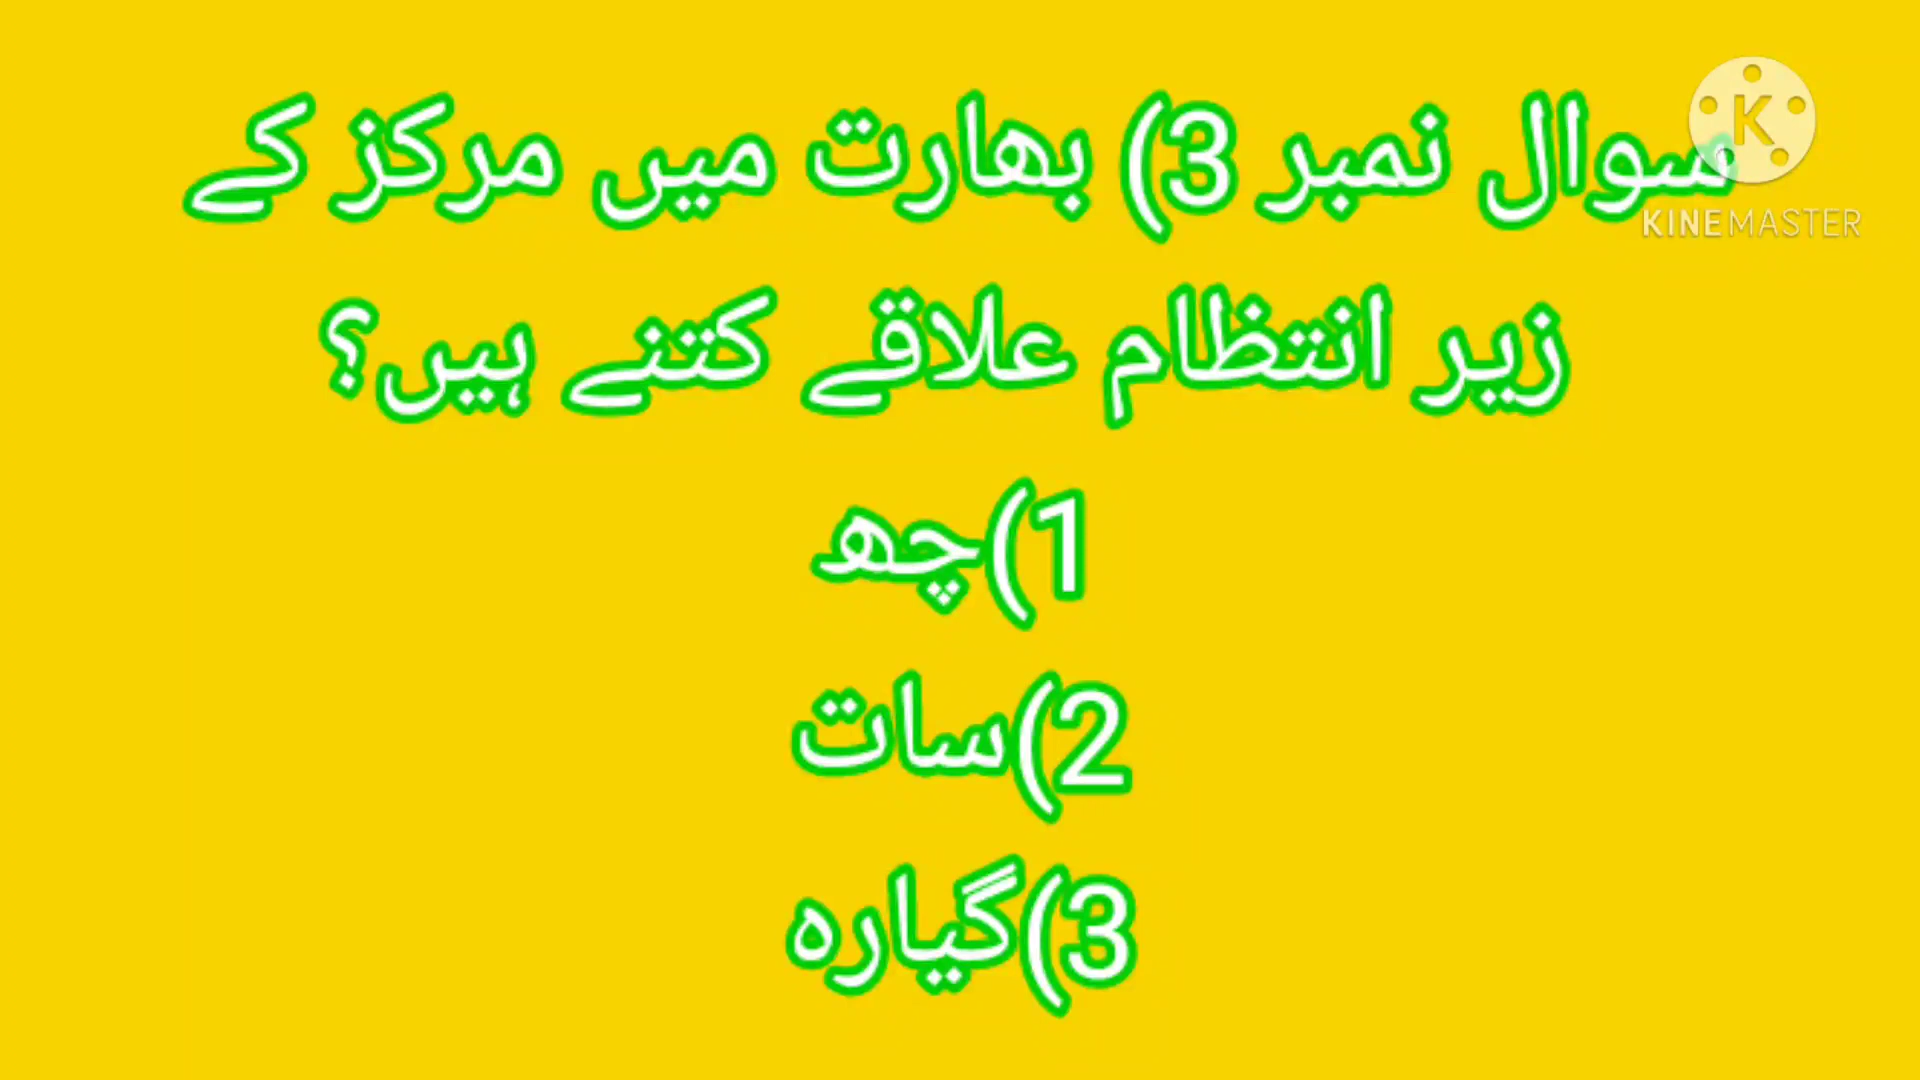 سوال نمبر 3) بھارت میں مرکز کے
زیر انتظام علاقے کتنے ہیں؟
1)چھ
2)سات
3)گیارہ
KINEMASTER